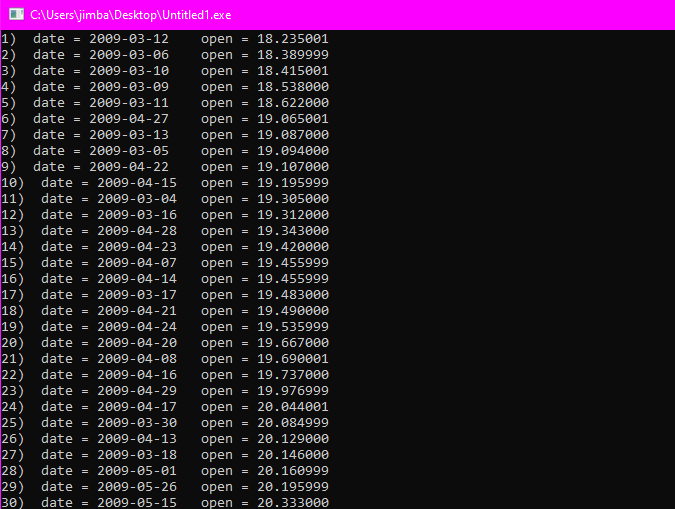 C:\Users\jimba\Desktop\Untitled1.exe
1)  date = 2009-03-12    open = 18.235001
2)  date = 2009-03-06    open = 18.389999
3)  date = 2009-03-10    open = 18.415001
4)  date = 2009-03-09    open = 18.538000
5)  date = 2009-03-11    open = 18.622000
6)  date = 2009-04-27    open = 19.065001
7)  date = 2009-03-13    open = 19.087000
8)  date = 2009-03-05    open = 19.094000
9)  date = 2009-04-22    open = 19.107000
10)  date = 2009-04-15   open = 19.195999
11)  date = 2009-03-04   open = 19.305000
12)  date = 2009-03-16   open = 19.312000
13)  date = 2009-04-28   open = 19.343000
14)  date = 2009-04-23   open = 19.420000
15)  date = 2009-04-07   open = 19.455999
16)  date = 2009-04-14   open = 19.455999
17)  date = 2009-03-17   open = 19.483000
18)  date = 2009-04-21   open = 19.490000
19)  date = 2009-04-24   open = 19.535999
20)  date = 2009-04-20   open = 19.667000
21)  date = 2009-04-08   open = 19.690001
22)  date = 2009-04-16   open = 19.737000
23)  date = 2009-04-29   open = 19.976999
24)  date = 2009-04-17   open = 20.044001
25)  date = 2009-03-30   open = 20.084999
26)  date = 2009-04-13   open = 20.129000
27)  date = 2009-03-18   open = 20.146000
28)  date = 2009-05-01   open = 20.160999
29)  date = 2009-05-26   open = 20.195999
30)  date = 2009-05-15   open = 20.333000